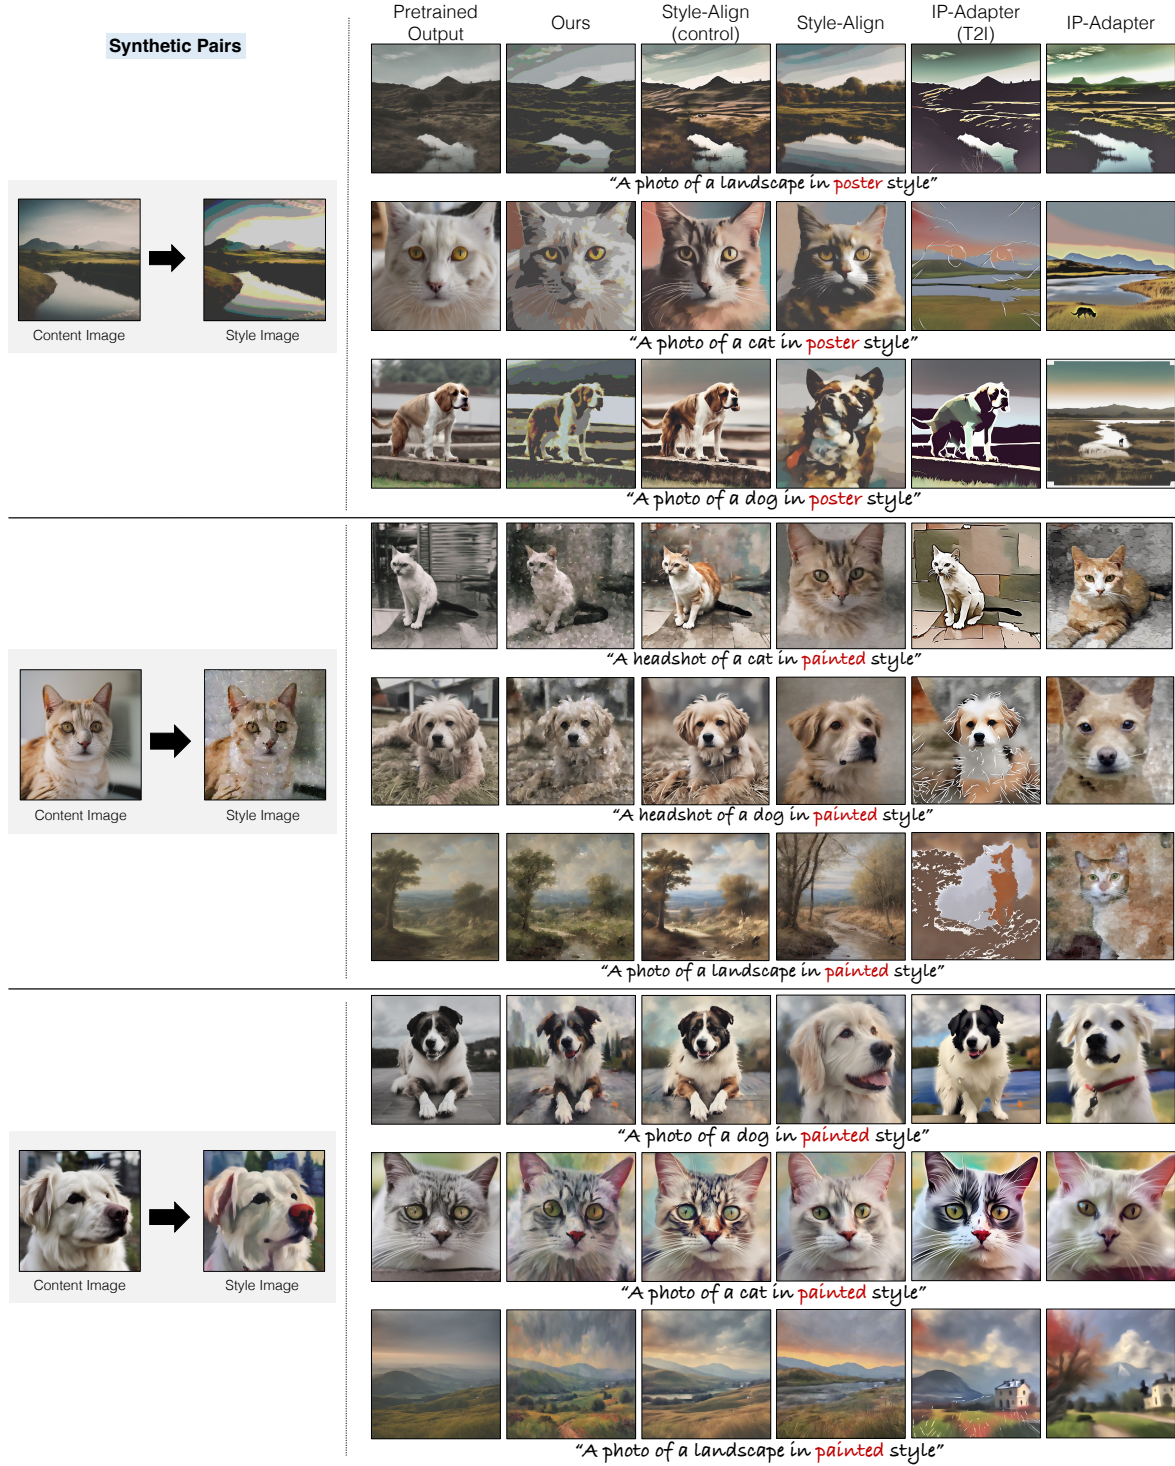 Synthetic Pairs
Pretrained Output
Ours
Style-Align (control)
Style-Align
IP-Adapter (T2I)
IP-Adapter
"A photo of a landscape in poster style"
Content Image
Style Image
"A photo of a cat in poster style"
"A photo of a dog in poster style"
"A headshot of a cat in painted style"
Content Image
Style Image
"A headshot of a dog in painted style"
"A photo of a landscape in painted style"
"A photo of a dog in painted style"
Content Image
Style Image
"A photo of a cat in painted style"
"A photo of a landscape in painted style"